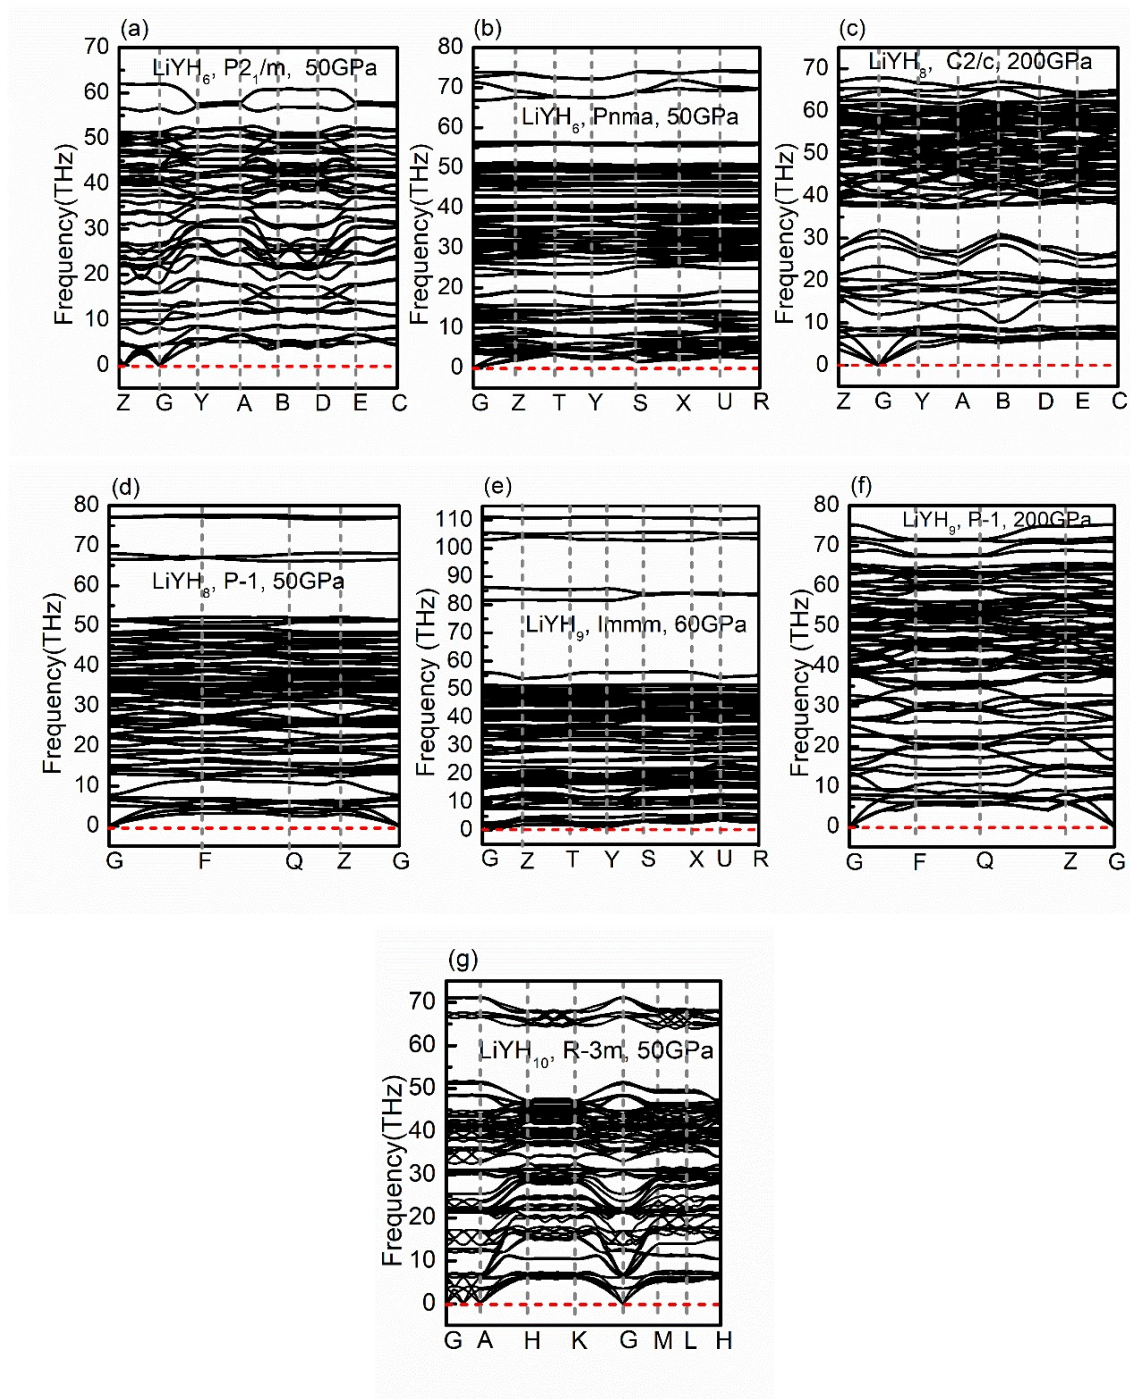 (a)
LiYH6, P21/m, 50GPa
Frequency(THz)
70
60
50
40
30
20
10
0
Z G Y A B D E C
(b)
LiYH6, Pnma, 50GPa
Frequency(THz)
80
70
60
50
40
30
20
10
0
G Z T Y S X U R
(c)
LiYH8, C2/c, 200GPa
Frequency(THz)
70
60
50
40
30
20
10
0
Z G Y A B D E C
(d)
LiYH8, P-1, 50GPa
Frequency(THz)
80
70
60
50
40
30
20
10
0
G F Q Z G
(e)
LiYH9, Immm, 60GPa
Frequency (THz)
110
100
90
80
70
60
50
40
30
20
10
0
G Z T Y S X U R
(f)
LiYH9, P-1, 200GPa
Frequency (THz)
80
70
60
50
40
30
20
10
0
G F Q Z G
(g)
LiYH10, R-3m, 50GPa
Frequency(THz)
70
60
50
40
30
20
10
0
G A H K G M L H